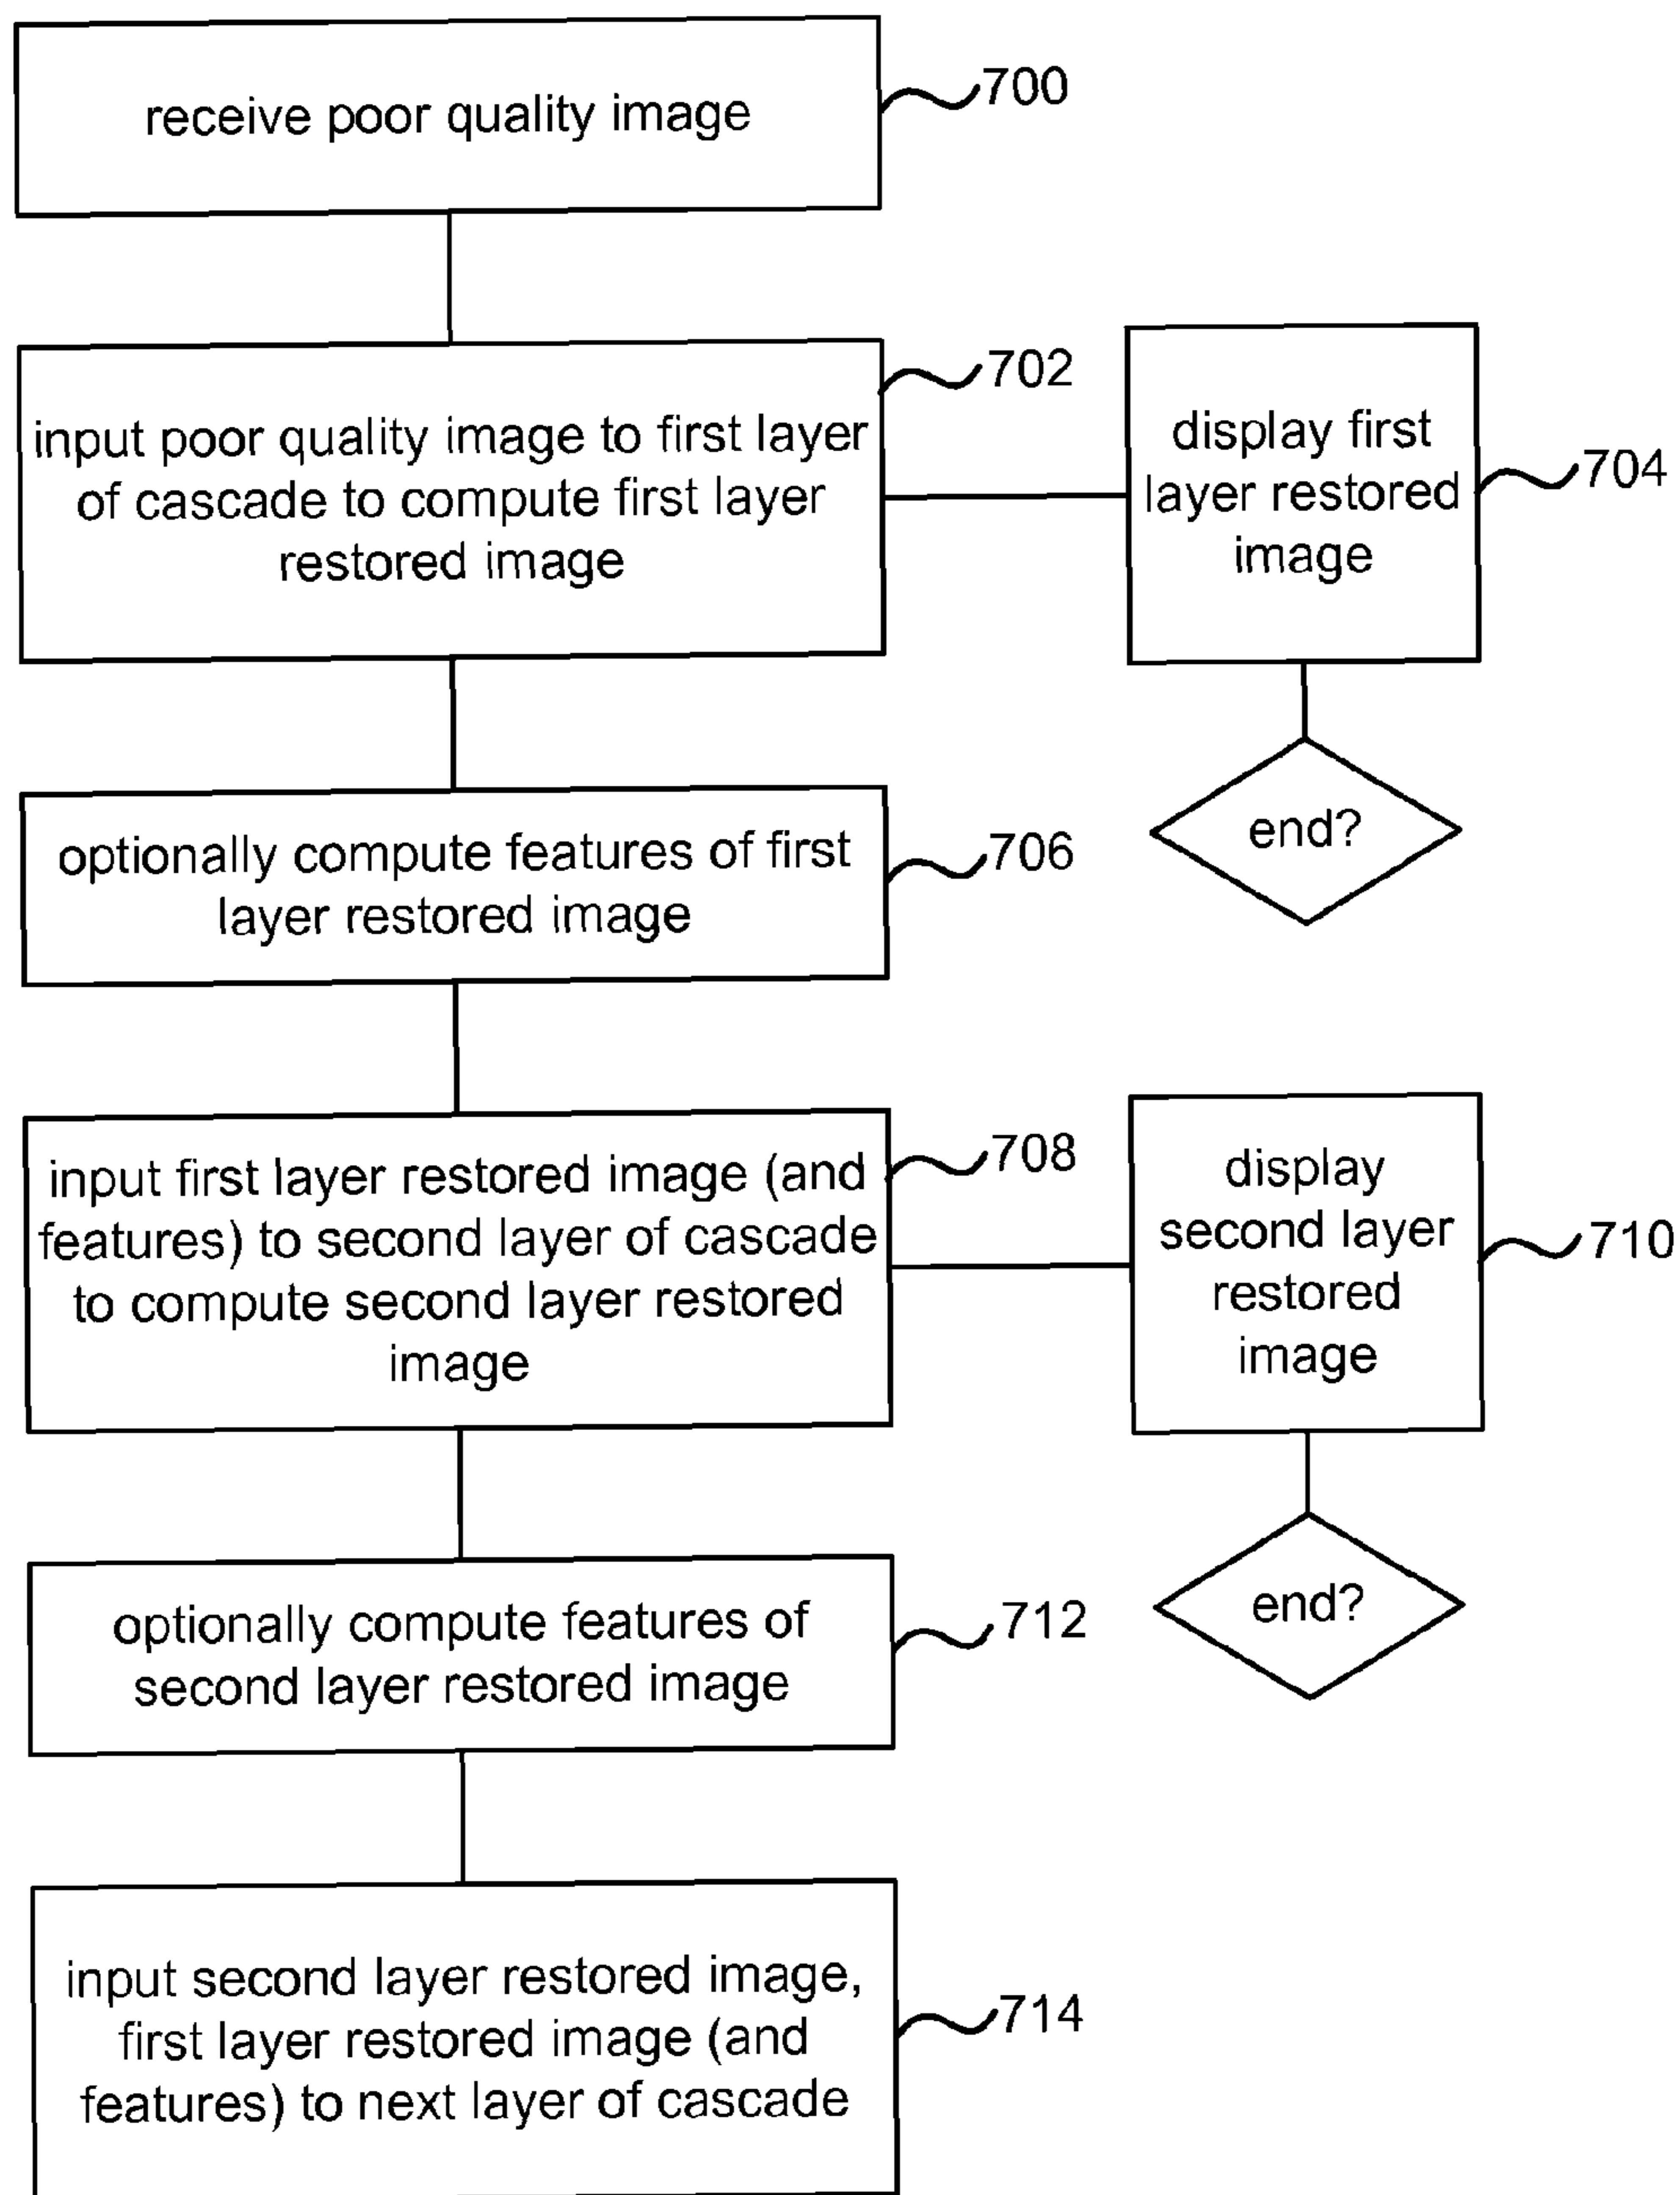 receive poor quality image
700
input poor quality image to first layer
of cascade to compute first layer
restored image
702
display first
layer restored
image
704
end?
optionally compute features of first
layer restored image
706
input first layer restored image (and
features) to second layer of cascade
to compute second layer restored
image
708
display
second layer
restored
image
710
end?
optionally compute features of
second layer restored image
712
input second layer restored image,
first layer restored image (and
features) to next layer of cascade
714